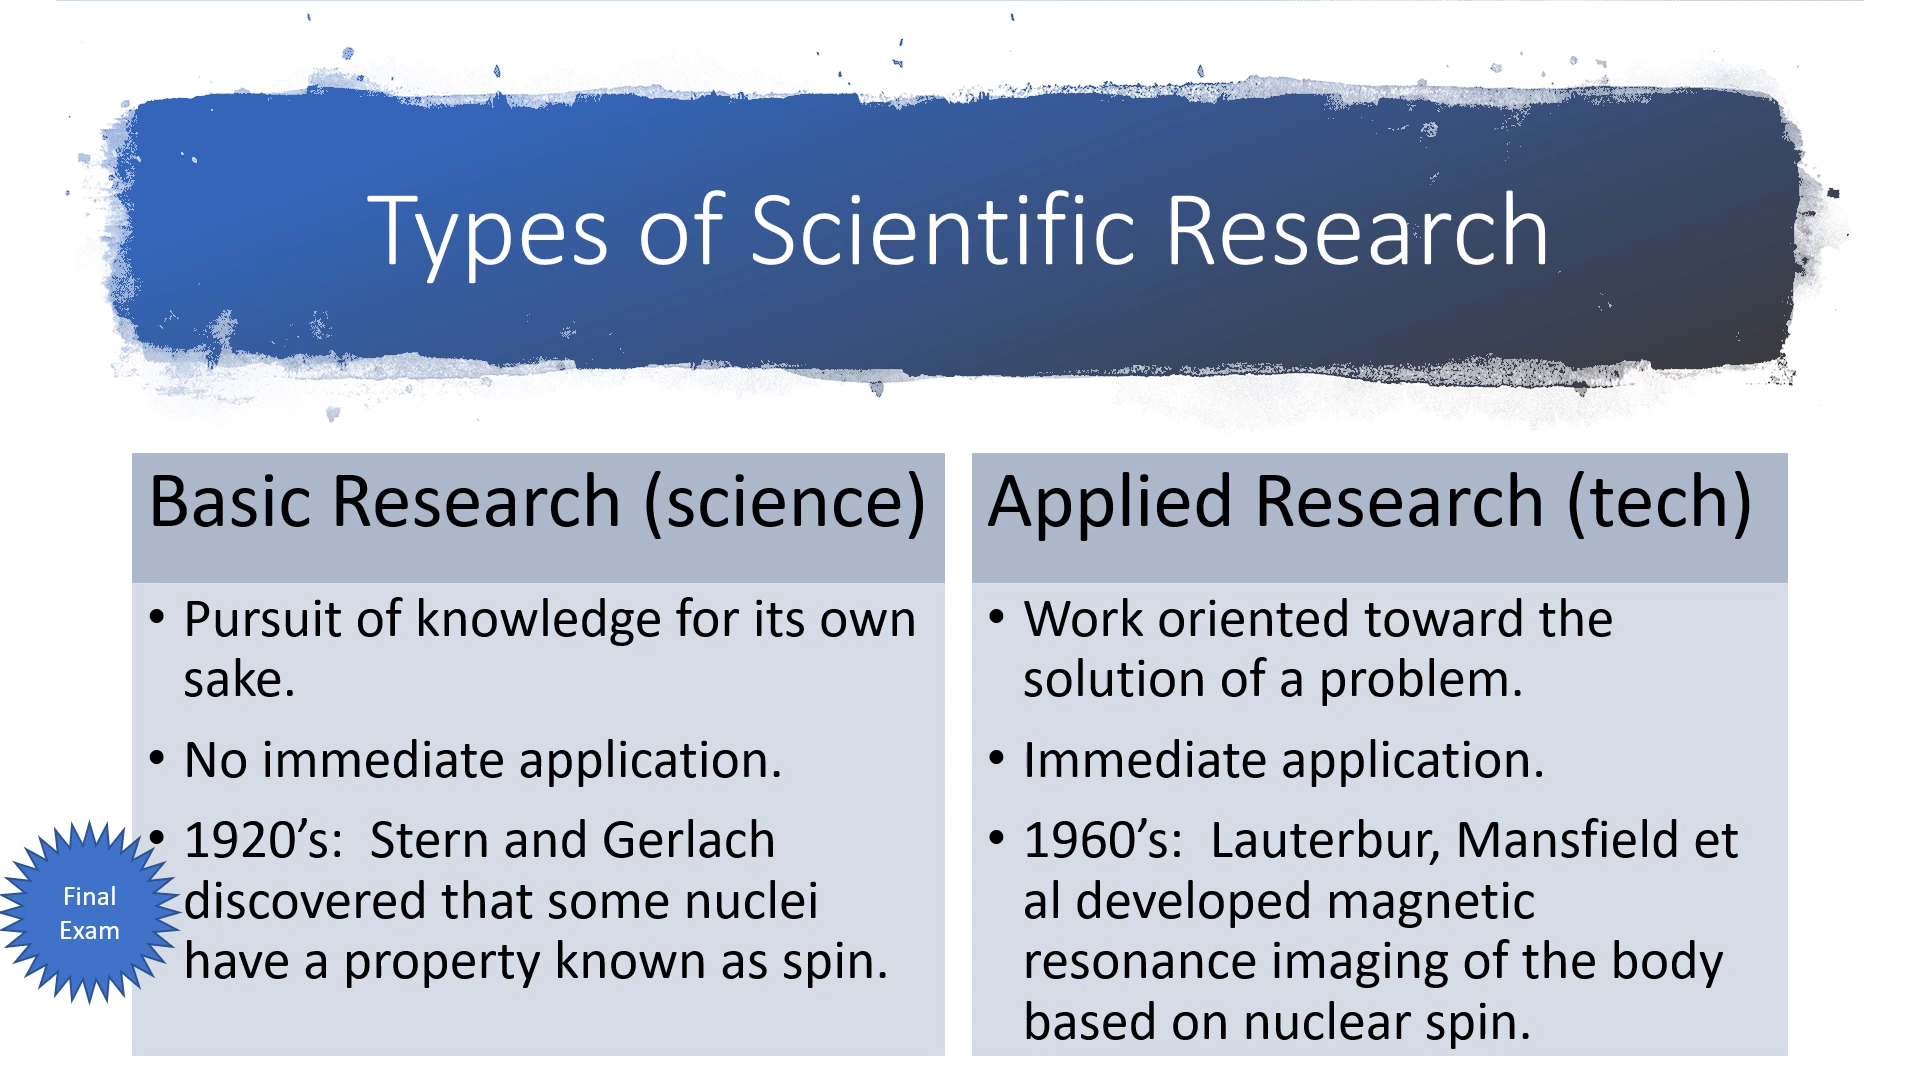 Types of Scientific Research
Basic Research (science)
• Pursuit of knowledge for its own
sake.
• No immediate application.
• 1920’s:  Stern and Gerlach
discovered that some nuclei
have a property known as spin.
Applied Research (tech)
• Work oriented toward the
solution of a problem.
• Immediate application.
• 1960’s:  Lauterbur, Mansfield et
al developed magnetic
resonance imaging of the body
based on nuclear spin.
Final
Exam